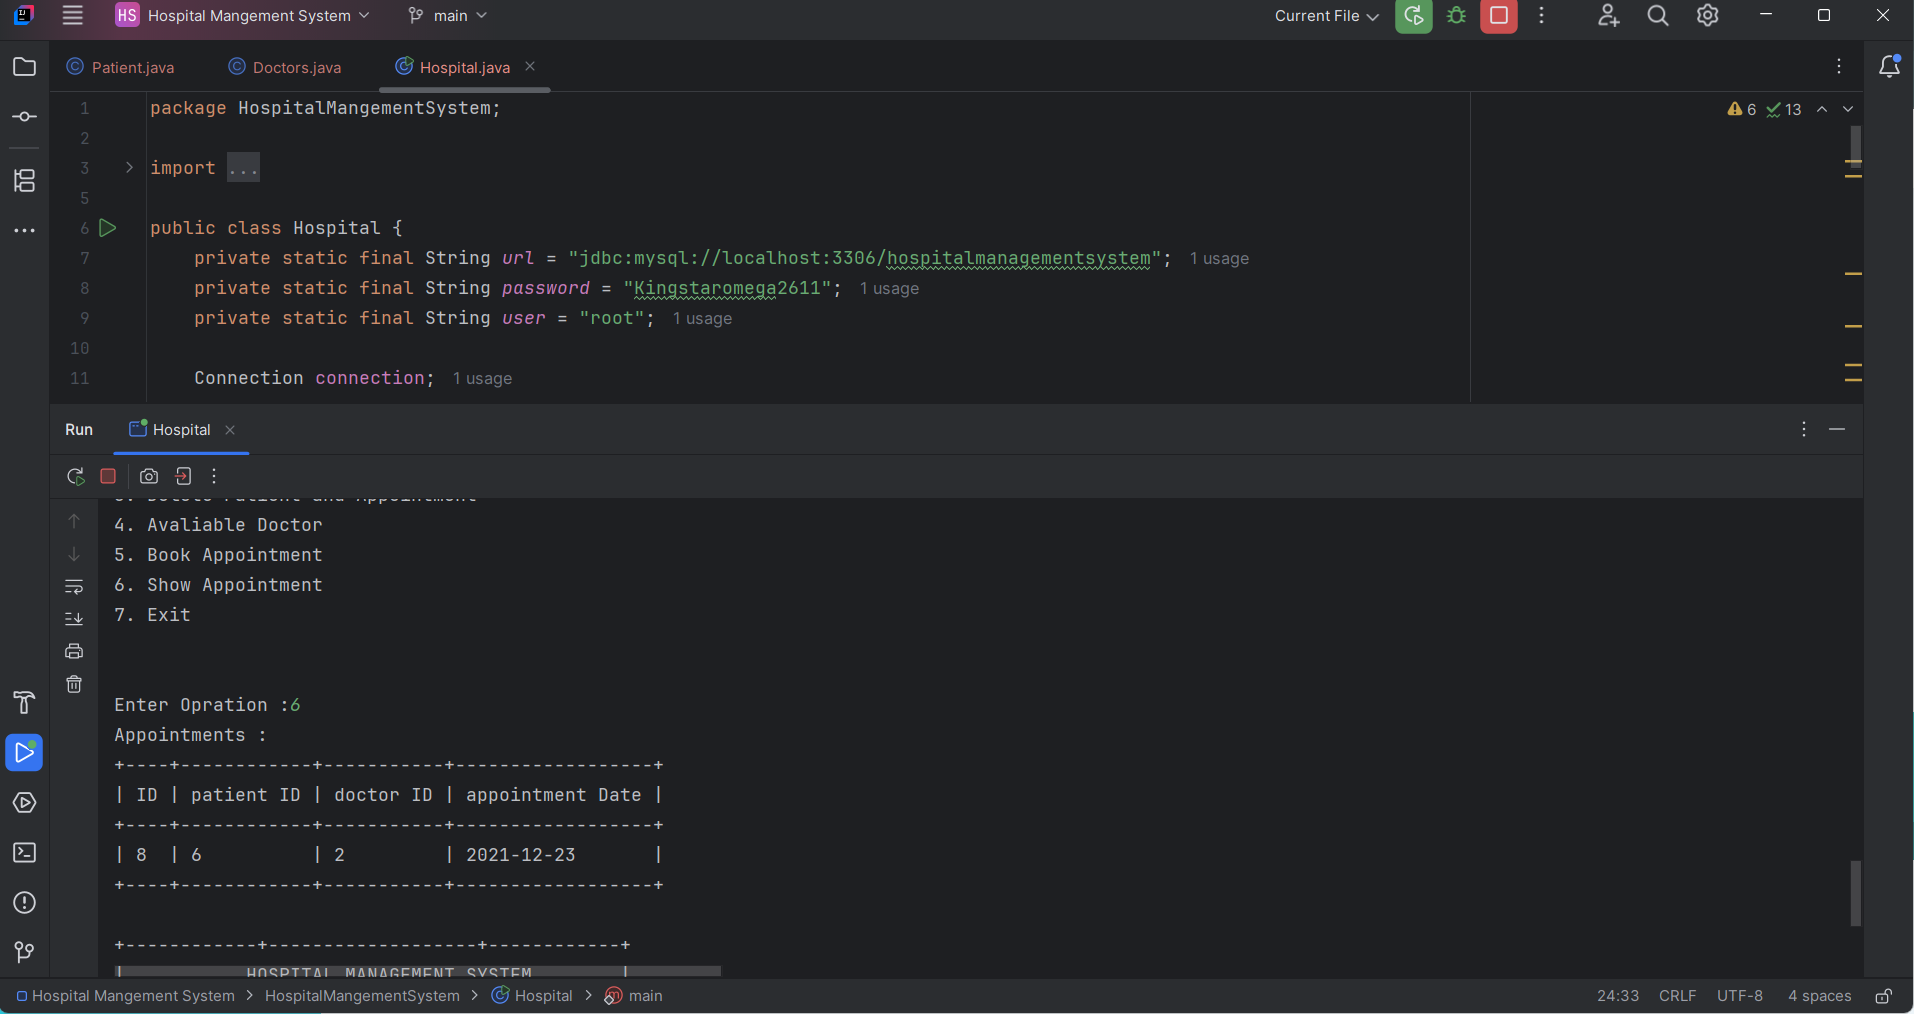 HS Hospital Mangement System main Current File
Patient.java Doctors.java Hospital.java
6 13
1 package HospitalMangementSystem;
2
3 import ...
5
6 public class Hospital {
7 private static final String url = "jdbc:mysql://localhost:3306/hospitalmanagementsystem"; 1 usage
8 private static final String password = "Kingstaromega2611"; 1 usage
9 private static final String user = "root"; 1 usage
10
11 Connection connection; 1 usage
Run Hospital
3. Delete Patient and Appointment
4. Avaliable Doctor
5. Book Appointment
6. Show Appointment
7. Exit
Enter Opration :6
Appointments :
+----+------------+-----------+------------------+
| ID | patient ID | doctor ID | appointment Date |
+----+------------+-----------+------------------+
| 8  | 6          | 2         | 2021-12-23       |
+----+------------+-----------+------------------+
+------------+-------------------+------------+
|           HOSPITAL MANAGEMENT SYSTEM        |
Hospital Mangement System > HospitalMangementSystem > Hospital > main 24:33 CRLF UTF-8 4 spaces